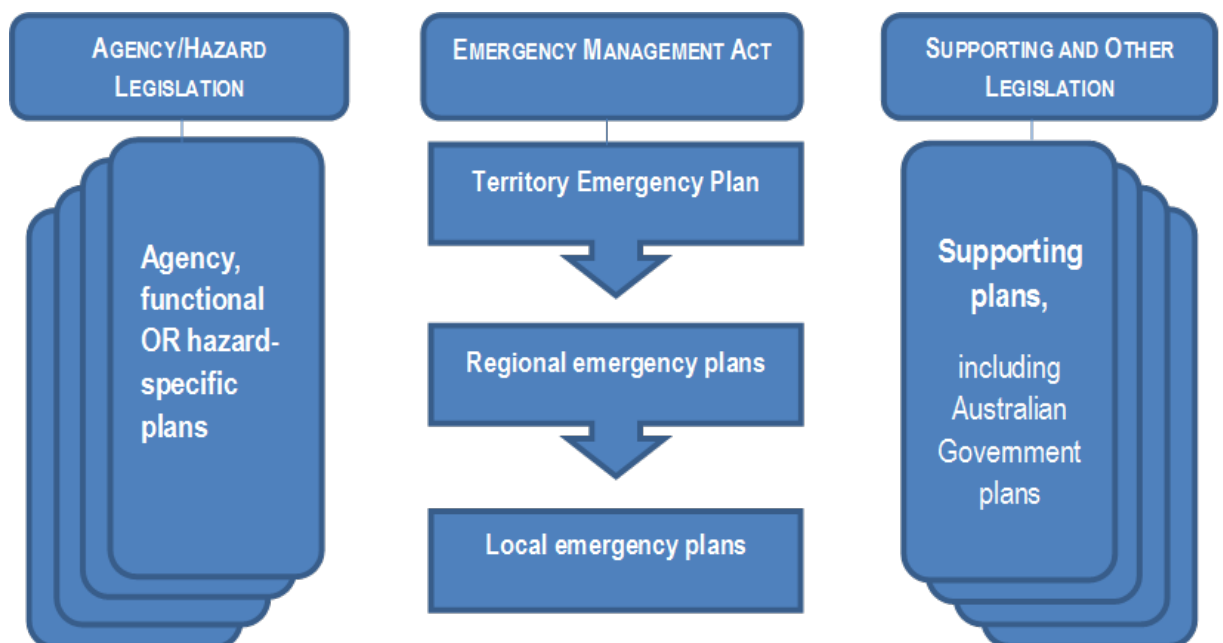 AGENCY/HAZARD
LEGISLATION
Agency,
functional
OR hazard-
specific
plans
EMERGENCY MANAGEMENT ACT
Territory Emergency Plan
Regional emergency plans
Local emergency plans
SUPPORTING AND OTHER
LEGISLATION
Supporting
plans,
including
Australian
Government
plans